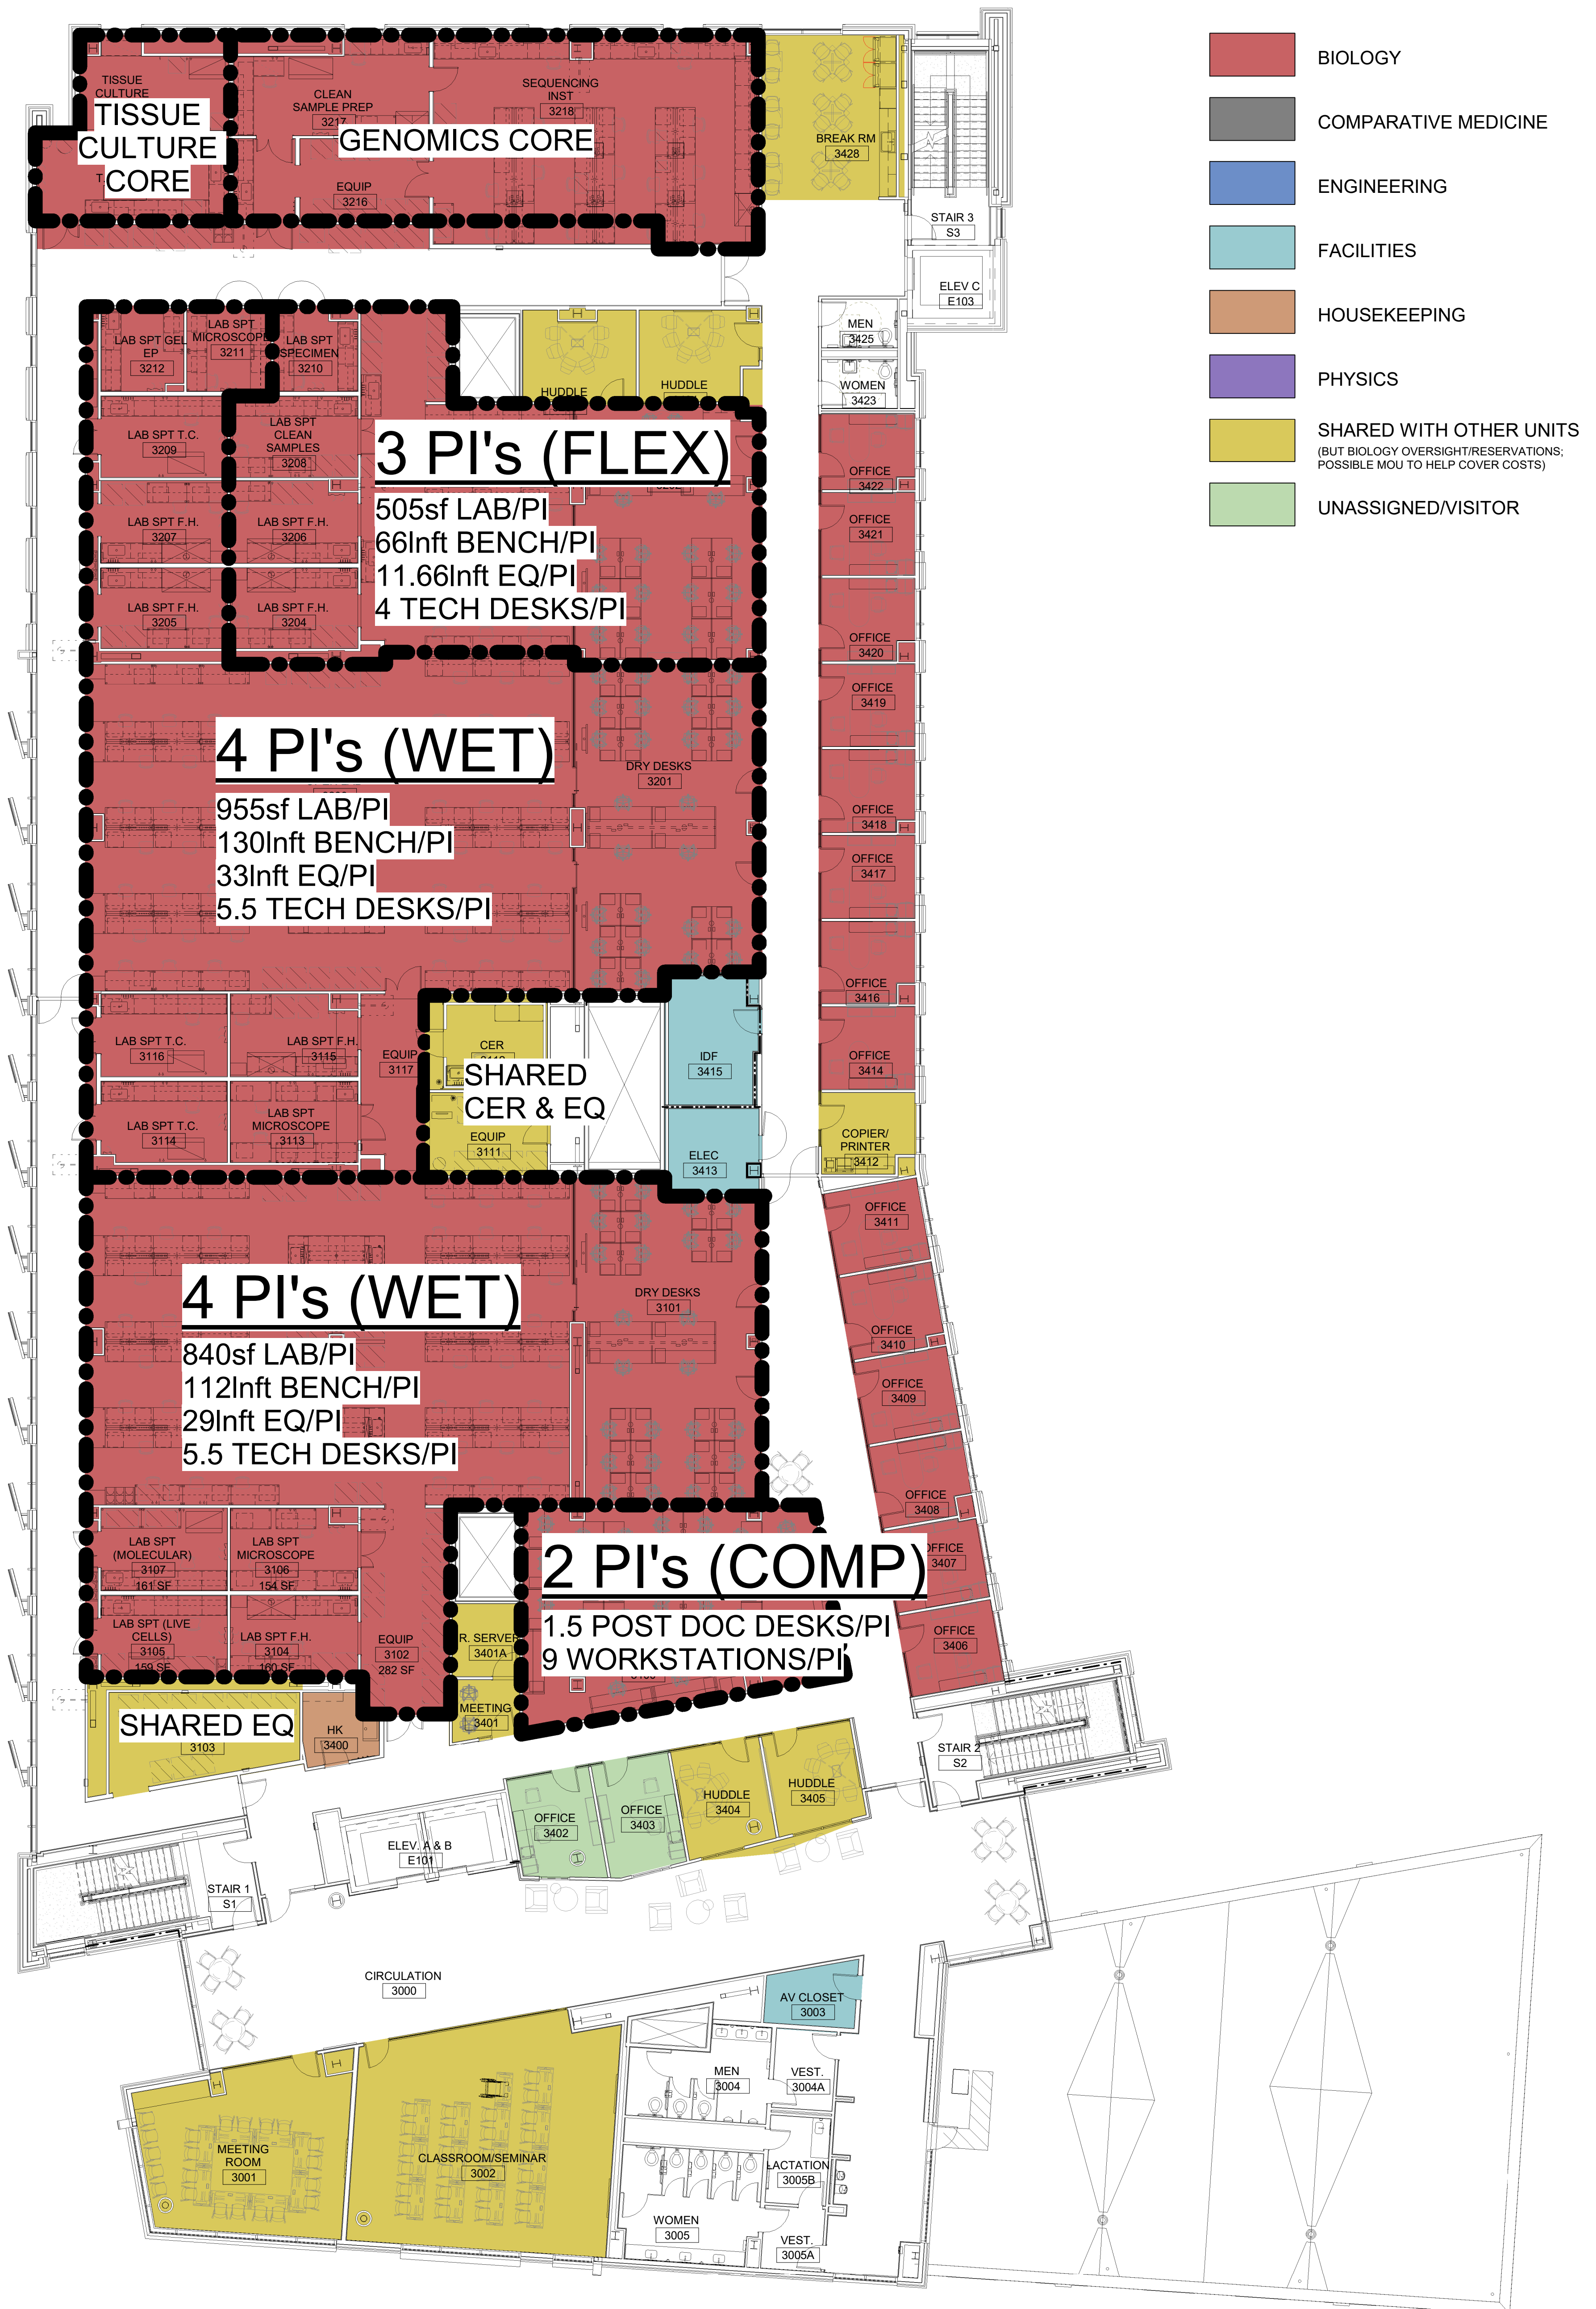 BIOLOGY
COMPARATIVE MEDICINE
ENGINEERING
FACILITIES
HOUSEKEEPING
PHYSICS
SHARED WITH OTHER UNITS
(BUT BIOLOGY OVERSIGHT/RESERVATIONS;
POSSIBLE MOU TO HELP COVER COSTS)
UNASSIGNED/VISITOR
TISSUE
CULTURE
TISSUE
CULTURE
CORE
CLEAN
SAMPLE PREP
3217
SEQUENCING
INST
3218
GENOMICS CORE
EQUIP
3216
BREAK RM
3428
STAIR 3
S3
ELEV C
E103
MEN
3425
WOMEN
3423
LAB SPT GEL
EP
3212
LAB SPT
MICROSCOPE
3211
LAB SPT
SPECIMEN
3210
HUDDLE
HUDDLE
LAB SPT T.C.
3209
LAB SPT
CLEAN
SAMPLES
3208
3 PI's (FLEX)
505sf LAB/PI
66lnft BENCH/PI
11.66lnft EQ/PI
4 TECH DESKS/PI
LAB SPT F.H.
3207
LAB SPT F.H.
3206
LAB SPT F.H.
3205
LAB SPT F.H.
3204
OFFICE
3422
OFFICE
3421
OFFICE
3420
OFFICE
3419
OFFICE
3418
OFFICE
3417
OFFICE
3416
OFFICE
3414
4 PI's (WET)
955sf LAB/PI
130lnft BENCH/PI
33lnft EQ/PI
5.5 TECH DESKS/PI
DRY DESKS
3201
LAB SPT T.C.
3116
LAB SPT F.H.
3115
EQUIP
3117
CER
SHARED
CER & EQ
EQUIP
3111
IDF
3415
ELEC
3413
COPIER/
PRINTER
3412
LAB SPT T.C.
3114
LAB SPT
MICROSCOPE
3113
OFFICE
3411
OFFICE
3410
OFFICE
3409
OFFICE
3408
OFFICE
3407
OFFICE
3406
4 PI's (WET)
840sf LAB/PI
112lnft BENCH/PI
29lnft EQ/PI
5.5 TECH DESKS/PI
DRY DESKS
3101
LAB SPT
(MOLECULAR)
3107
161 SF
LAB SPT
MICROSCOPE
3106
154 SF
LAB SPT (LIVE
CELLS)
3105
159 SF
LAB SPT F.H.
3104
160 SF
EQUIP
3102
282 SF
R. SERVER
3401A
MEETING
3401
2 PI's (COMP)
1.5 POST DOC DESKS/PI
9 WORKSTATIONS/PI
SHARED EQ
3103
HK
3400
STAIR 2
S2
OFFICE
3402
OFFICE
3403
HUDDLE
3404
HUDDLE
3405
ELEV. A & B
E101
STAIR 1
S1
CIRCULATION
3000
AV CLOSET
3003
MEN
3004
VEST.
3004A
MEETING
ROOM
3001
CLASSROOM/SEMINAR
3002
LACTATION
3005B
WOMEN
3005
VEST.
3005A